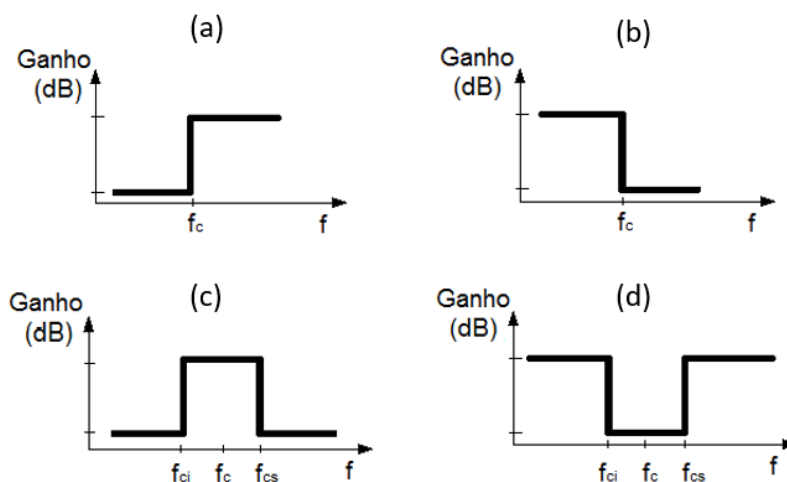 (a)
Ganho
(dB)
fc
f
(b)
Ganho
(dB)
fc
f
(c)
Ganho
(dB)
fci
fc
fcs
f
(d)
Ganho
(dB)
fci
fc
fcs
f